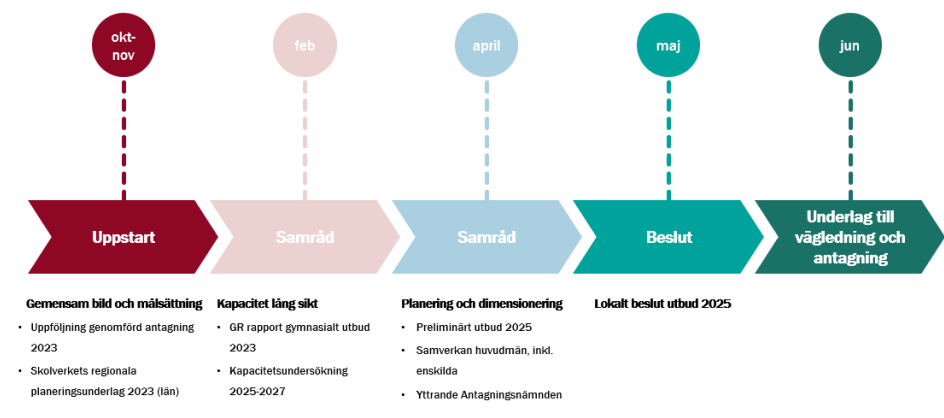 okt-
nov
feb
april
maj
jun
Uppstart
Samråd
Samråd
Beslut
Underlag till
vägledning och
antagning
Gemensam bild och målsättning
• Uppföljning genomförd antagning
2023
• Skolverkets regionala
planeringsunderlag 2023 (län)
Kapacitet lång sikt
• GR rapport gymnasialt utbud
2023
• Kapacitetsundersökning
2025-2027
Planering och dimensionering
• Preliminärt utbud 2025
• Samverkan huvudmän, inkl.
enskilda
• Yttrande Antagningsnämnden
Lokalt beslut utbud 2025